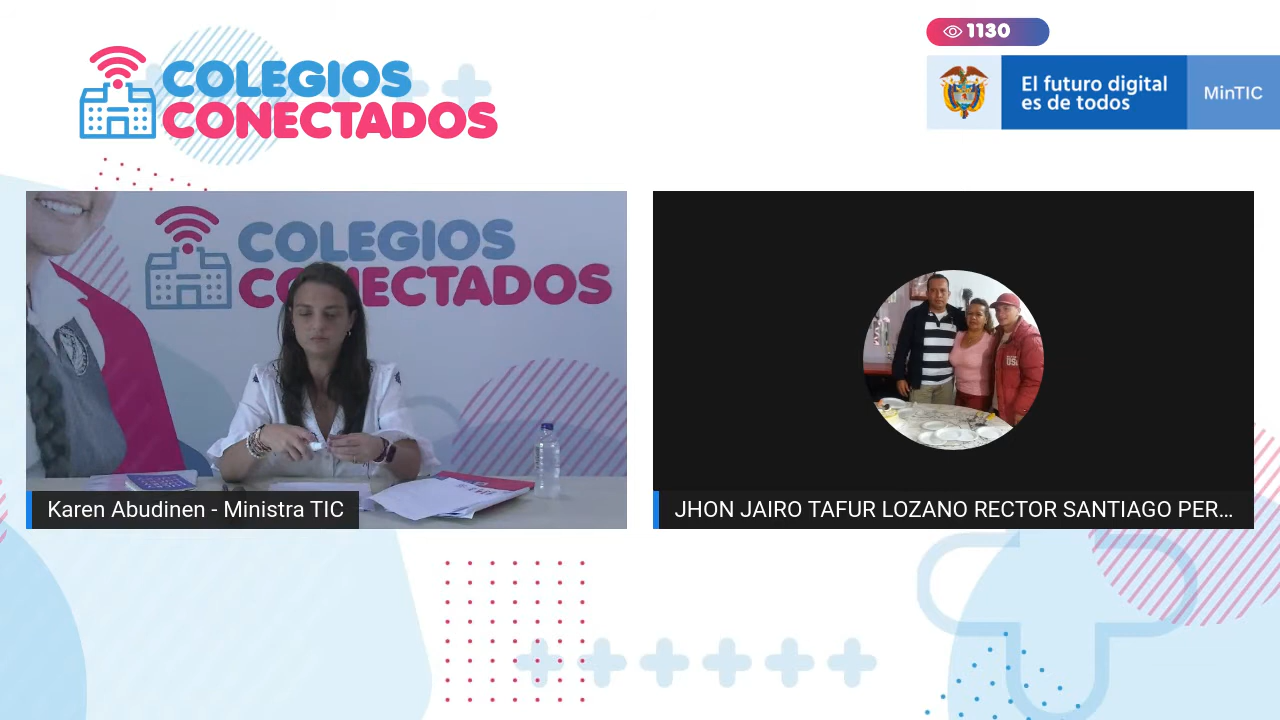 1130
COLEGIOS
CONECTADOS
El futuro digital
es de todos
MinTIC
COLEGIOS
CONECTADOS
Karen Abudinen - Ministra TIC
JHON JAIRO TAFUR LOZANO RECTOR SANTIAGO PER...